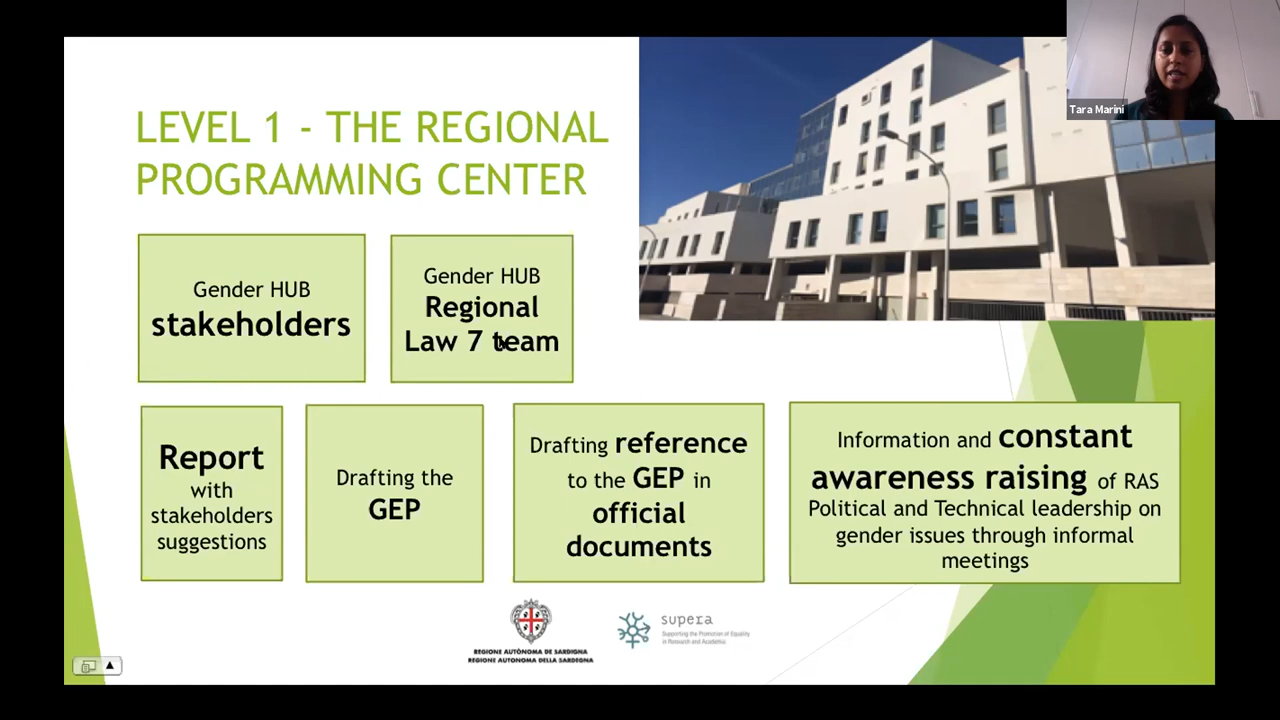 LEVEL 1 - THE REGIONAL
PROGRAMMING CENTER
Tara Marini
Gender HUB
stakeholders
Gender HUB
Regional
Law 7 team
Report
with
stakeholders
suggestions
Drafting the
GEP
Drafting reference
to the GEP in
official
documents
Information and constant
awareness raising of RAS
Political and Technical leadership on
gender issues through informal
meetings
REGIONE AUTÒNOMA DE SARDIGNA
REGIONE AUTONOMA DELLA SARDEGNA
supera
Supporting the Promotion of Equality
in Research and Academia